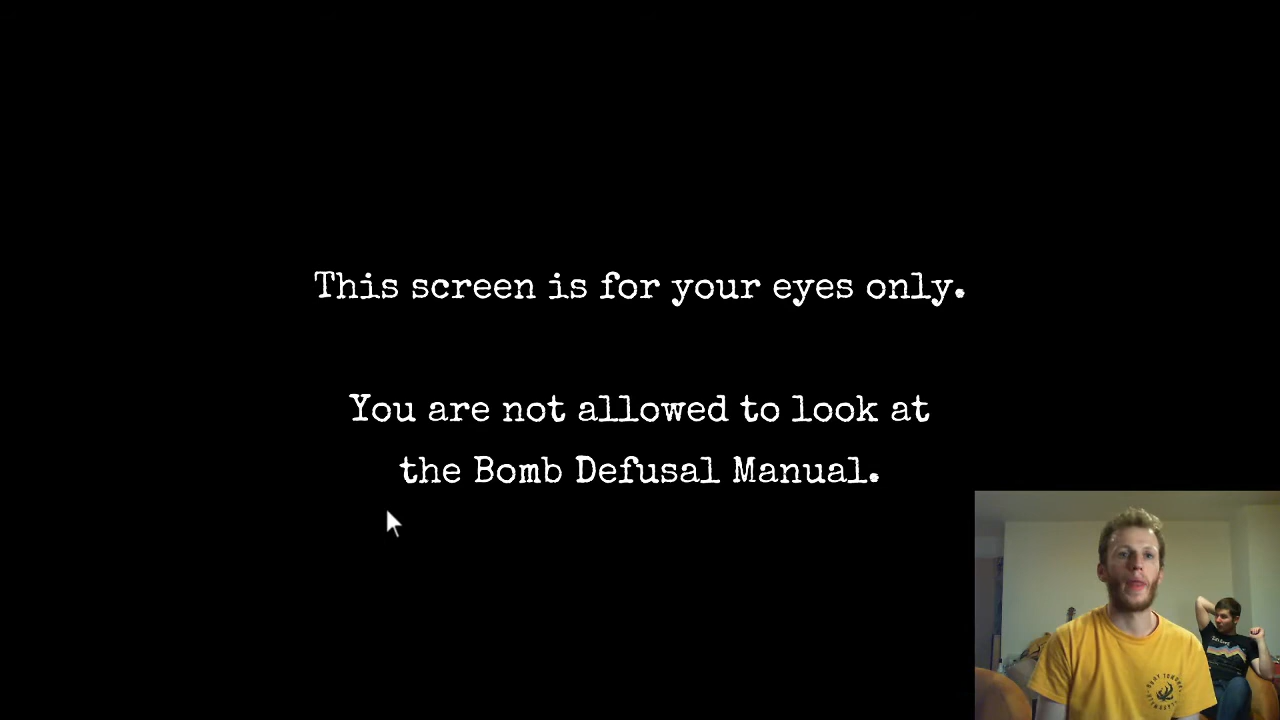 This screen is for your eyes only.
You are not allowed to look at
the Bomb Defusal Manual.